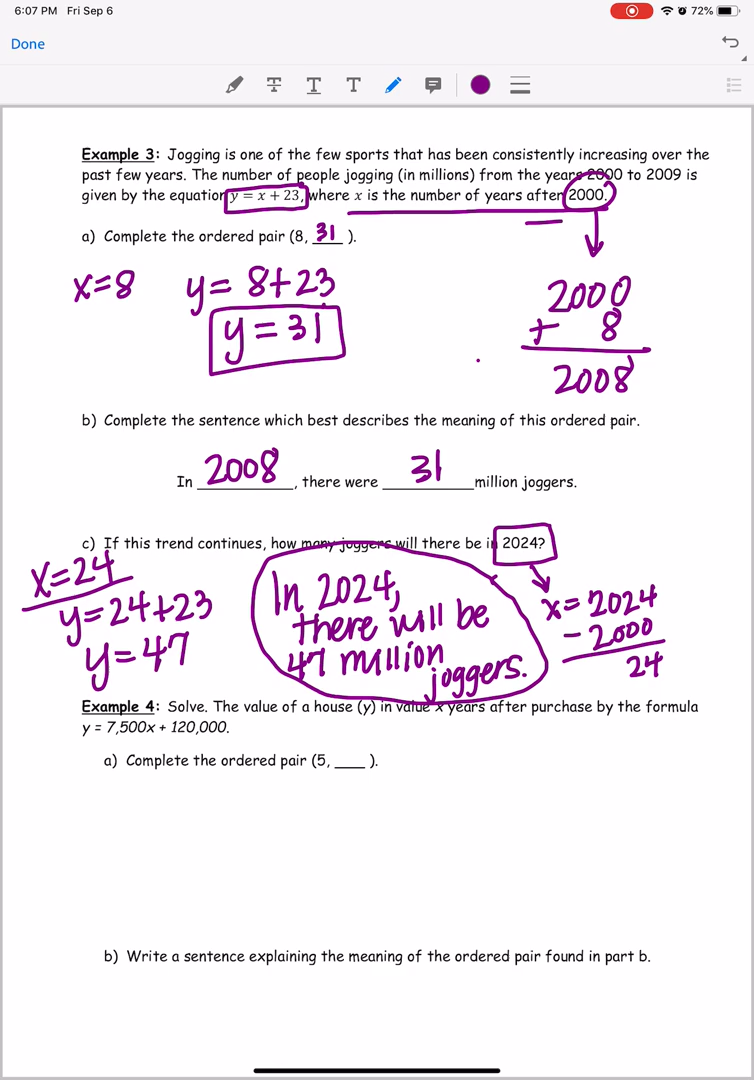 6:07 PM Fri Sep 6
72%
Done
Example 3: Jogging is one of the few sports that has been consistently increasing over the
past few years. The number of people jogging (in millions) from the years 2000 to 2009 is
given by the equation y = x + 23, where x is the number of years after 2000.
a) Complete the ordered pair (8, 31 ).
x=8 y= 8+23
y = 31
2000
+ 8
2008
b) Complete the sentence which best describes the meaning of this ordered pair.
In 2008, there were 31 million joggers.
c) If this trend continues, how many joggers will there be in 2024?
x=24
y=24+23
y=47
In 2024,
there will be
47 million
joggers.
x=2024
-2000
24
Example 4: Solve. The value of a house (y) in value x years after purchase by the formula
y = 7,500x + 120,000.
a) Complete the ordered pair (5, ____ ).
b) Write a sentence explaining the meaning of the ordered pair found in part b.
T T T